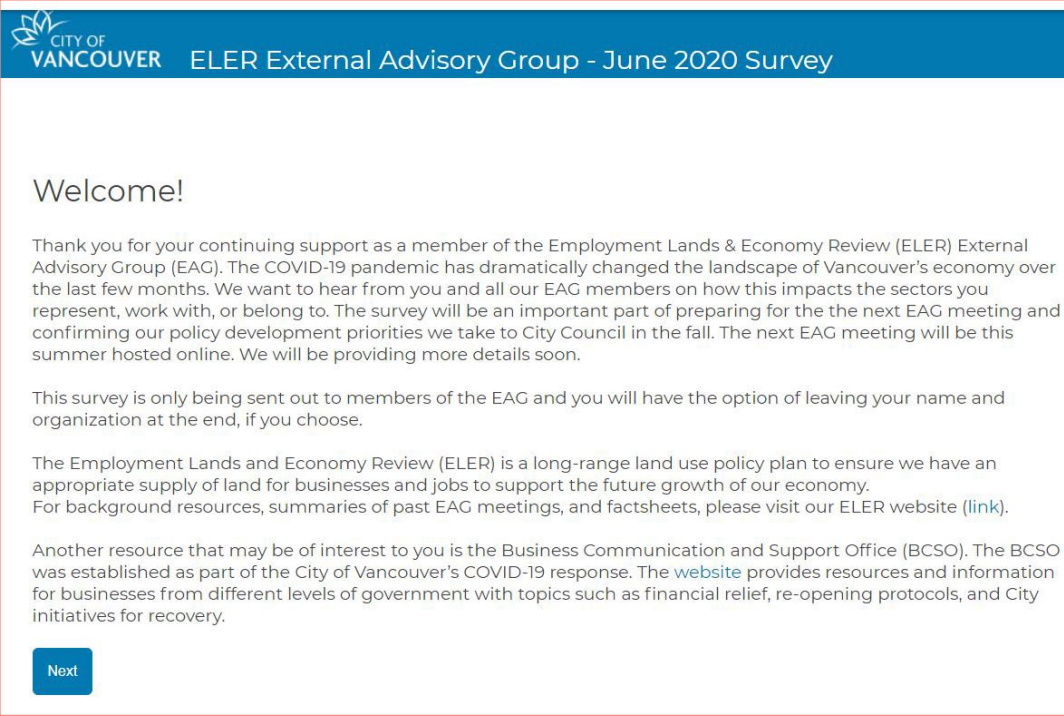 CITY OF
VANCOUVER
ELER External Advisory Group - June 2020 Survey
Welcome!
Thank you for your continuing support as a member of the Employment Lands & Economy Review (ELER) External
Advisory Group (EAG). The COVID-19 pandemic has dramatically changed the landscape of Vancouver's economy over
the last few months. We want to hear from you and all our EAG members on how this impacts the sectors you
represent, work with, or belong to. The survey will be an important part of preparing for the the next EAG meeting and
confirming our policy development priorities we take to City Council in the fall. The next EAG meeting will be this
summer hosted online. We will be providing more details soon.
This survey is only being sent out to members of the EAG and you will have the option of leaving your name and
organization at the end, if you choose.
The Employment Lands and Economy Review (ELER) is a long-range land use policy plan to ensure we have an
appropriate supply of land for businesses and jobs to support the future growth of our economy.
For background resources, summaries of past EAG meetings, and factsheets, please visit our ELER website (link).
Another resource that may be of interest to you is the Business Communication and Support Office (BCSO). The BCSO
was established as part of the City of Vancouver's COVID-19 response. The website provides resources and information
for businesses from different levels of government with topics such as financial relief, re-opening protocols, and City
initiatives for recovery.
Next